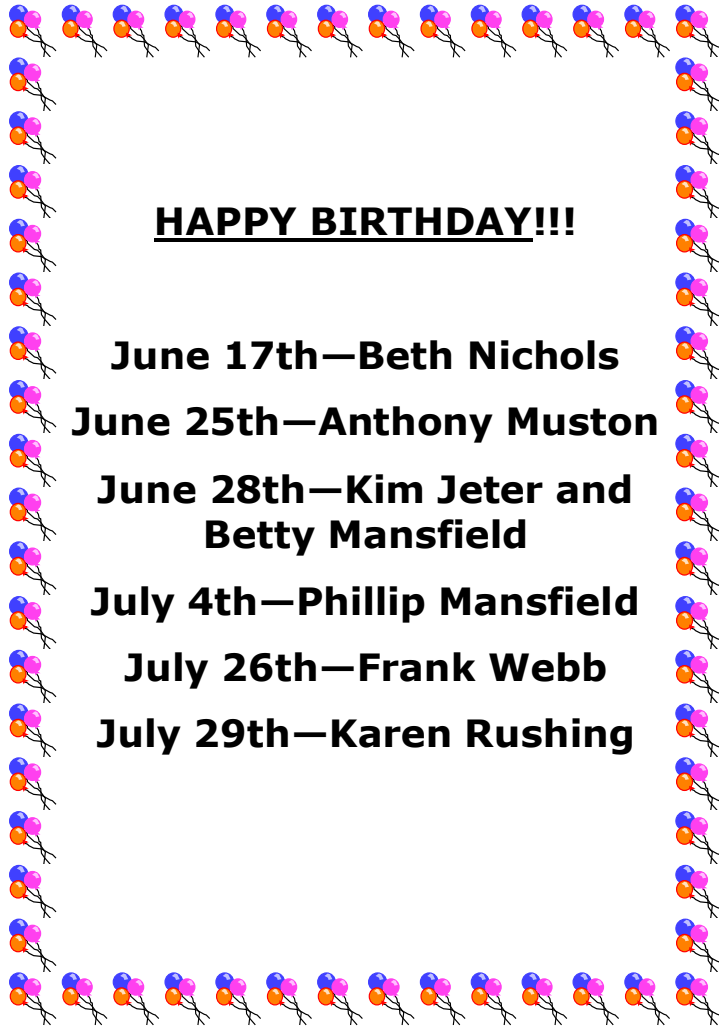 HAPPY BIRTHDAY!!!
June 17th—Beth Nichols
June 25th—Anthony Muston
June 28th—Kim Jeter and
Betty Mansfield
July 4th—Phillip Mansfield
July 26th—Frank Webb
July 29th—Karen Rushing